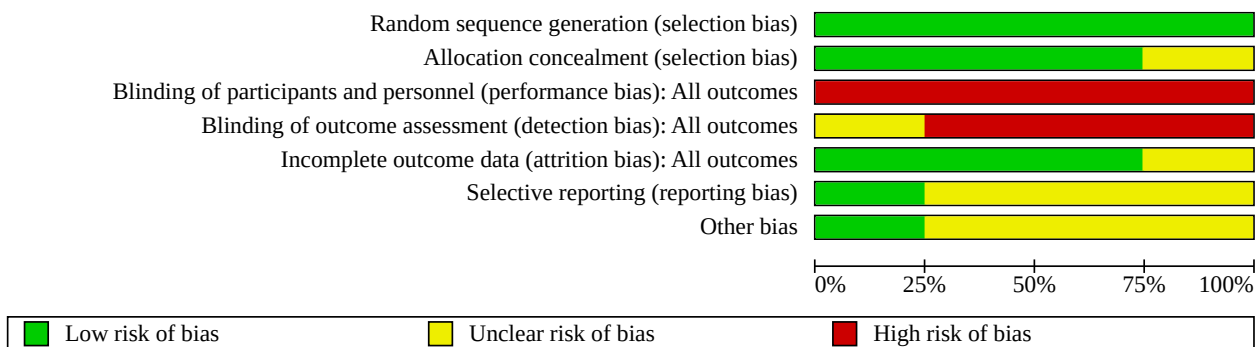 Random sequence generation (selection bias)
Allocation concealment (selection bias)
Blinding of participants and personnel (performance bias): All outcomes
Blinding of outcome assessment (detection bias): All outcomes
Incomplete outcome data (attrition bias): All outcomes
Selective reporting (reporting bias)
Other bias
0% 25% 50% 75% 100%
Low risk of bias Unclear risk of bias High risk of bias